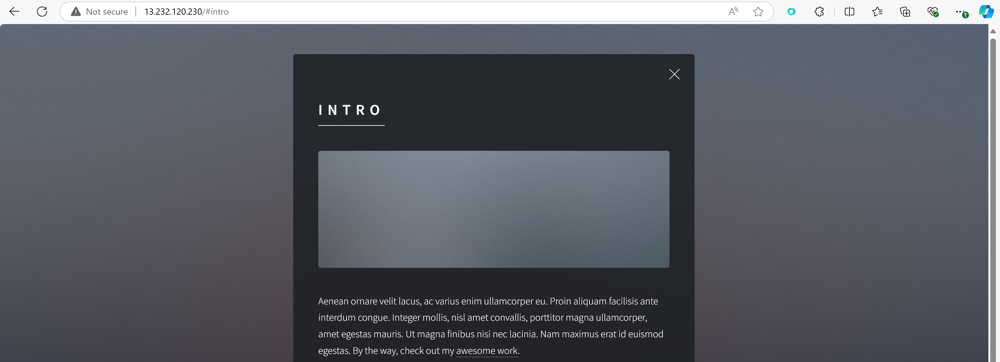 Not secure 13.232.120.230/#intro
INTRO
Aenean ornare velit lacus, ac varius enim ullamcorper eu. Proin aliquam facilisis ante
interdum congue. Integer mollis, nisl amet convallis, porttitor magna ullamcorper,
amet egestas mauris. Ut magna finibus nisi nec lacinia. Nam maximus erat id euismod
egestas. By the way, check out my awesome work.